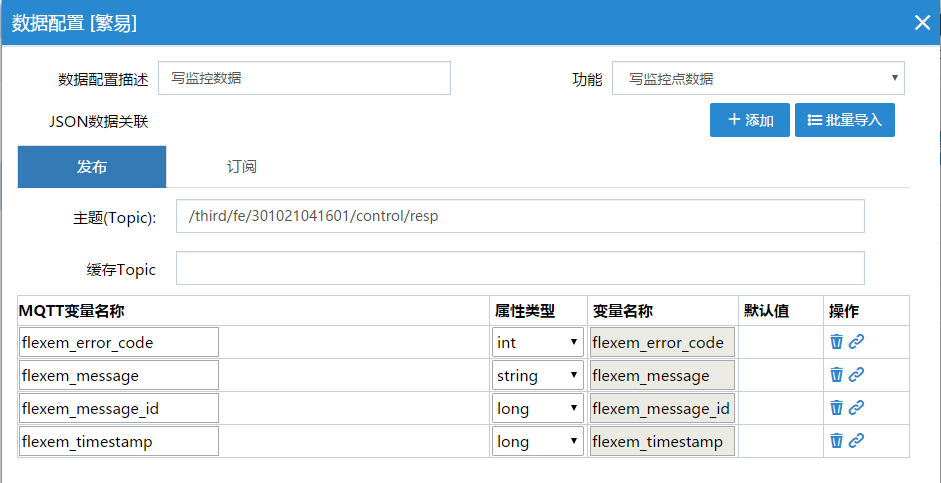 数据配置 [繁易]
数据配置描述 写监控数据 功能 写监控点数据
JSON数据关联 添加 批量导入
发布 订阅
主题(Topic): /third/fe/301021041601/control/resp
缓存Topic
MQTT变量名称 属性类型 变量名称 默认值 操作
flexem_error_code int flexem_error_code
flexem_message string flexem_message
flexem_message_id long flexem_message_id
flexem_timestamp long flexem_timestamp